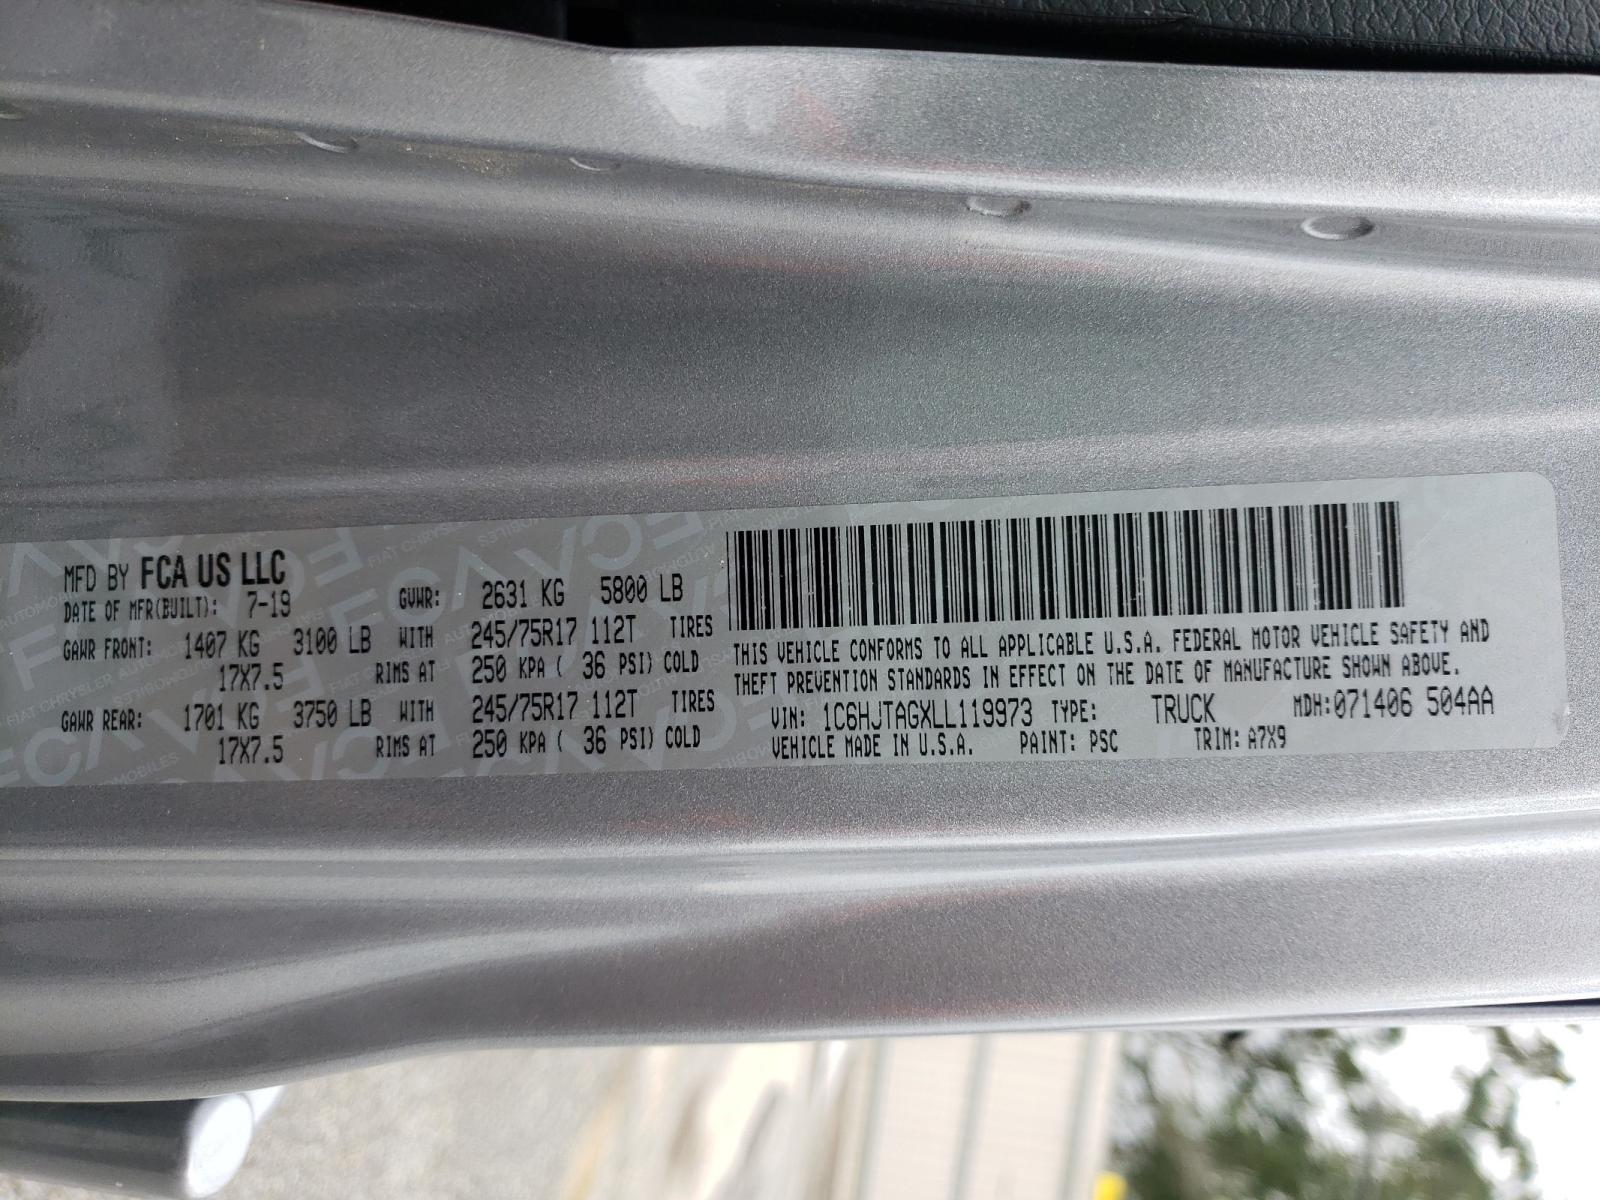 MFD BY FCA US LLC
DATE OF MFR(BUILT): 7-19 GVWR: 2631 KG 5800 LB
GAWR FRONT: 1407 KG 3100 LB WITH 245/75R17 112T TIRES
17X7.5 RIMS AT 250 KPA ( 36 PSI) COLD
GAWR REAR: 1701 KG 3750 LB WITH 245/75R17 112T TIRES
17X7.5 RIMS AT 250 KPA ( 36 PSI) COLD
THIS VEHICLE CONFORMS TO ALL APPLICABLE U.S.A. FEDERAL MOTOR VEHICLE SAFETY AND
THEFT PREVENTION STANDARDS IN EFFECT ON THE DATE OF MANUFACTURE SHOWN ABOVE.
VIN: 1C6HJTAGXLL119973 TYPE: TRUCK MDH:071406 504AA
VEHICLE MADE IN U.S.A. PAINT: PSC TRIM: A7X9